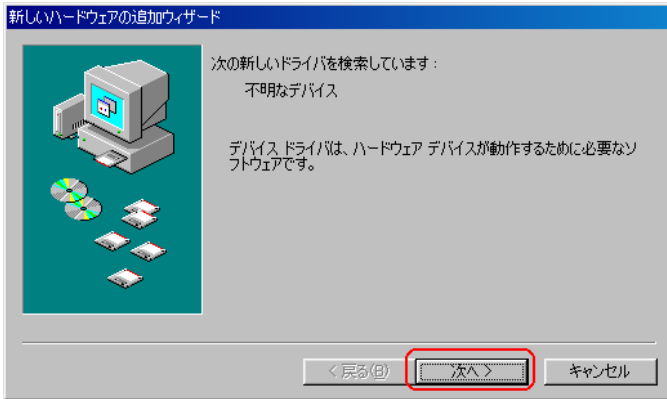 新しいハードウェアの追加ウィザード
次の新しいドライバを検索しています：
不明なデバイス
デバイス ドライバは、ハードウェア デバイスが動作するために必要なソ
フトウェアです。
< 戻る(B)
次へ >
キャンセル